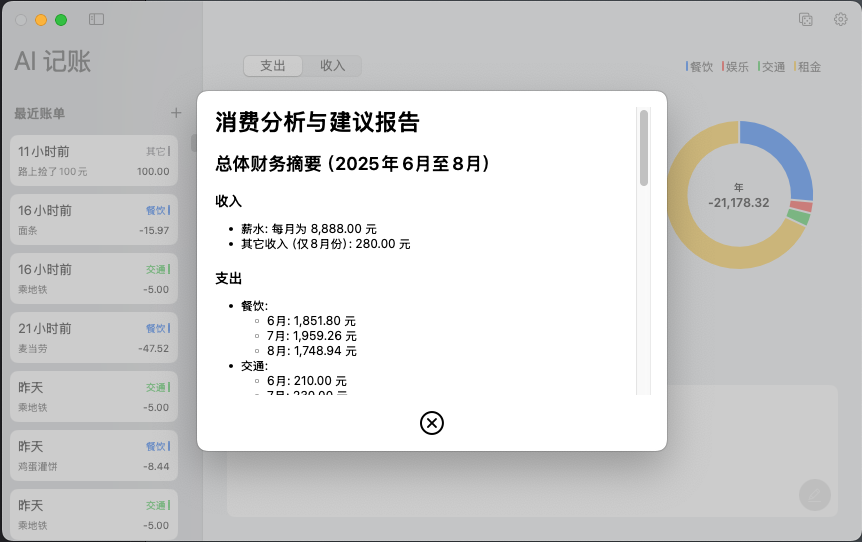 AI 记账
支出 收入
餐饮 娱乐 交通 租金
最近账单
11小时前 其它
路上捡了100元 100.00
16小时前 餐饮
面条 -15.97
16小时前 交通
乘地铁 -5.00
21小时前 餐饮
麦当劳 -47.52
昨天 交通
乘地铁 -5.00
昨天 餐饮
鸡蛋灌饼 -8.44
昨天 交通
乘地铁 -5.00
消费分析与建议报告
总体财务摘要（2025年6月至8月）
收入
薪水: 每月为 8,888.00 元
其它收入（仅8月份）: 280.00 元
支出
餐饮:
6月: 1,851.80 元
7月: 1,959.26 元
8月: 1,748.94 元
交通:
6月: 210.00 元
7月: 230.00 元
年
-21,178.32